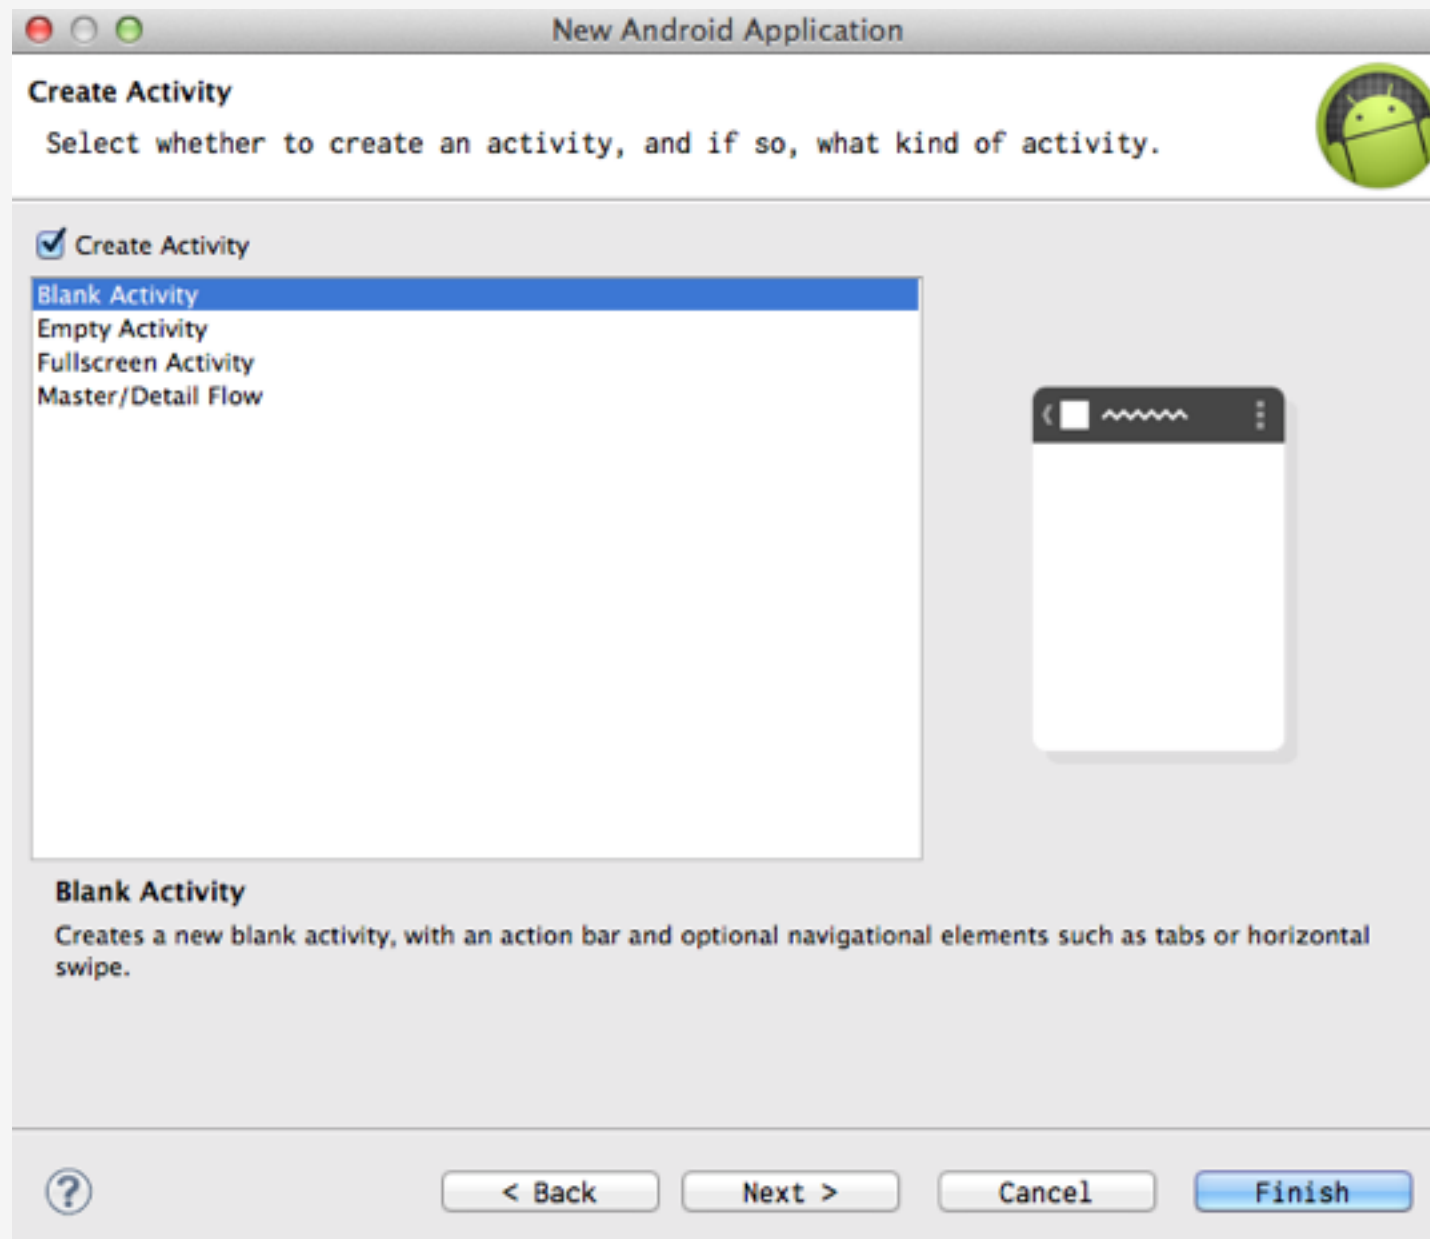 New Android Application
Create Activity
Select whether to create an activity, and if so, what kind of activity.
Create Activity
Blank Activity
Empty Activity
Fullscreen Activity
Master/Detail Flow
Blank Activity
Creates a new blank activity, with an action bar and optional navigational elements such as tabs or horizontal
swipe.
? < Back Next > Cancel Finish